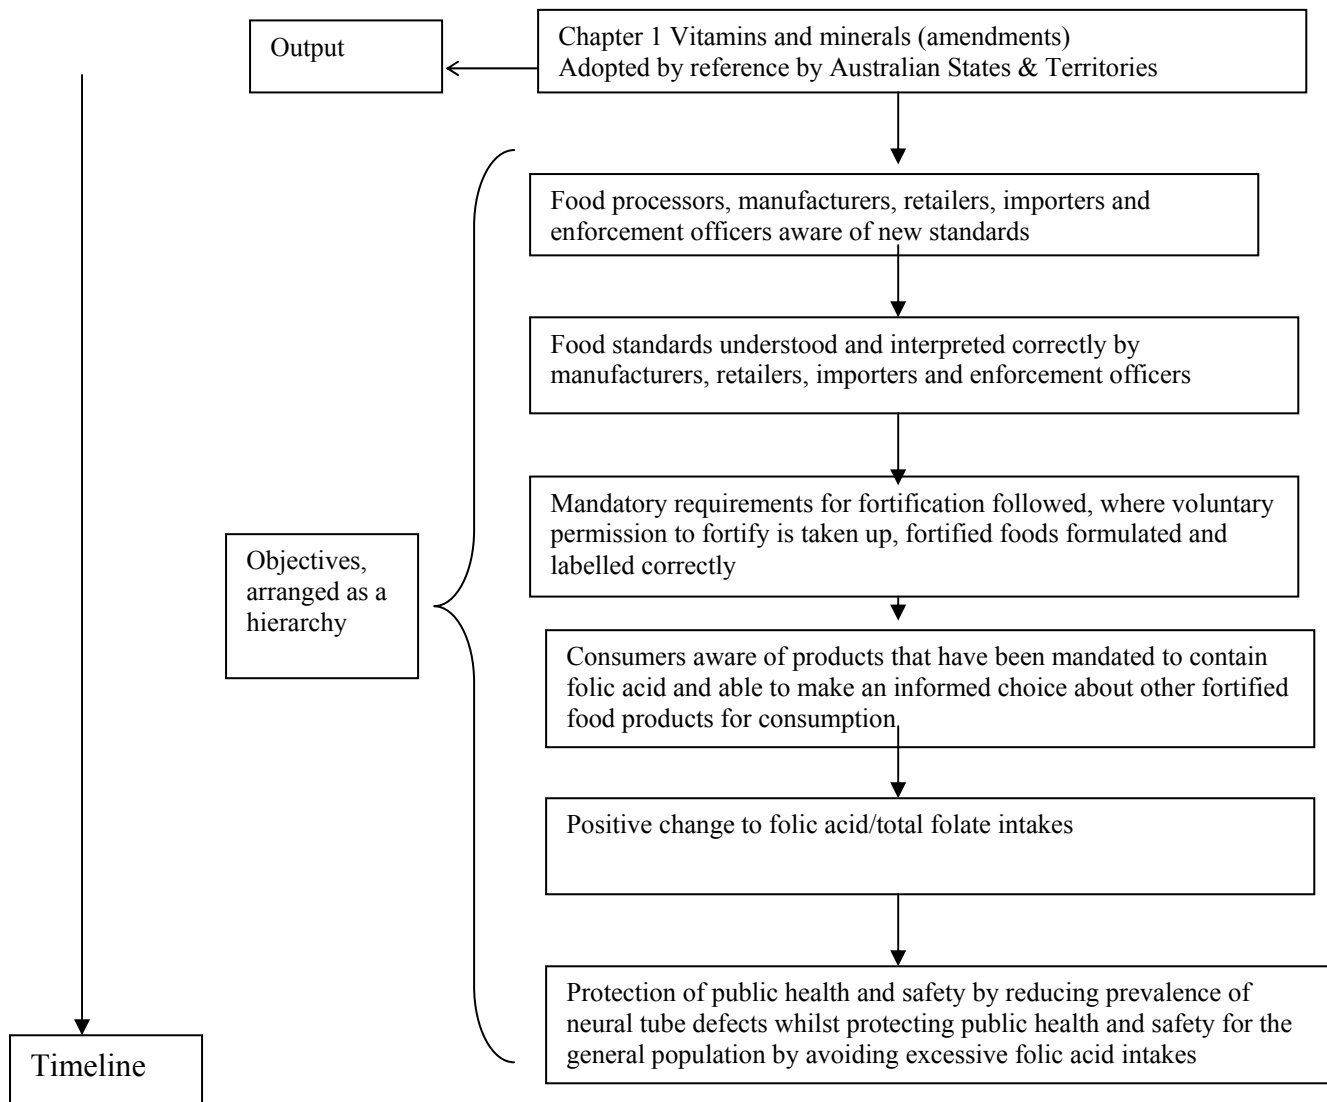 Output
Chapter 1 Vitamins and minerals (amendments)
Adopted by reference by Australian States & Territories
Food processors, manufacturers, retailers, importers and
enforcement officers aware of new standards
Food standards understood and interpreted correctly by
manufacturers, retailers, importers and enforcement officers
Mandatory requirements for fortification followed, where voluntary
permission to fortify is taken up, fortified foods formulated and
labelled correctly
Objectives,
arranged as a
hierarchy
Consumers aware of products that have been mandated to contain
folic acid and able to make an informed choice about other fortified
food products for consumption
Positive change to folic acid/total folate intakes
Protection of public health and safety by reducing prevalence of
neural tube defects whilst protecting public health and safety for the
general population by avoiding excessive folic acid intakes
Timeline